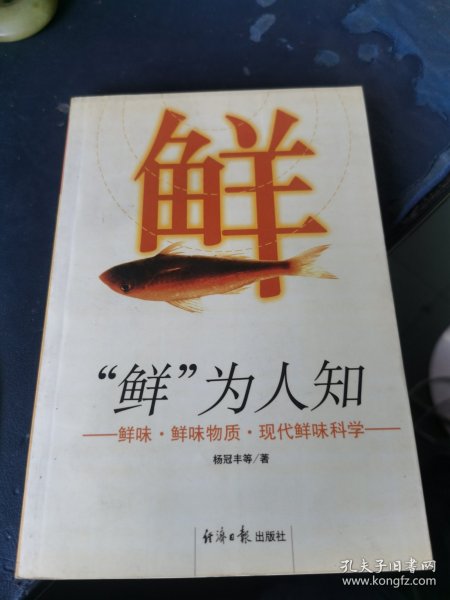 鲜
“鲜”为人知
——鲜味·鲜味物质·现代鲜味科学——
杨冠丰等/著
经济日报出版社
孔夫子旧书网
www.kongfz.com